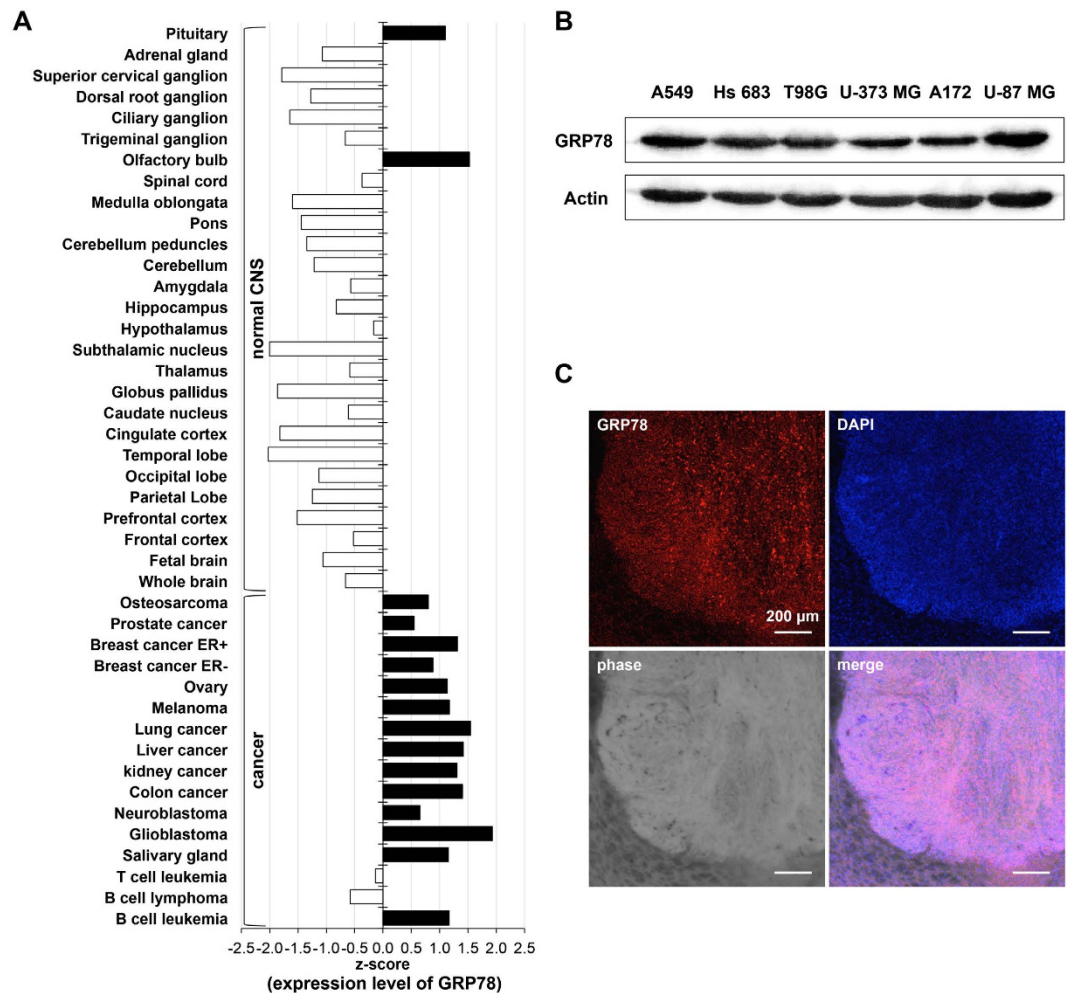 A
Pituitary
Adrenal gland
Superior cervical ganglion
Dorsal root ganglion
Ciliary ganglion
Trigeminal ganglion
Olfactory bulb
Spinal cord
Medulla oblongata
Pons
Cerebellum peduncles
Cerebellum
Amygdala
Hippocampus
Hypothalamus
Subthalamic nucleus
Thalamus
Globus pallidus
Caudate nucleus
Cingulate cortex
Temporal lobe
Occipital lobe
Parietal Lobe
Prefrontal cortex
Frontal cortex
Fetal brain
Whole brain
Osteosarcoma
Prostate cancer
Breast cancer ER+
Breast cancer ER-
Ovary
Melanoma
Lung cancer
Liver cancer
kidney cancer
Colon cancer
Neuroblastoma
Glioblastoma
Salivary gland
T cell leukemia
B cell lymphoma
B cell leukemia
normal CNS
cancer
-2.5 -2.0 -1.5 -1.0 -0.5 0.0 0.5 1.0 1.5 2.0 2.5
z-score
(expression level of GRP78)
B
A549 Hs 683 T98G U-373 MG A172 U-87 MG
GRP78
Actin
C
GRP78
200 µm
DAPI
phase
merge